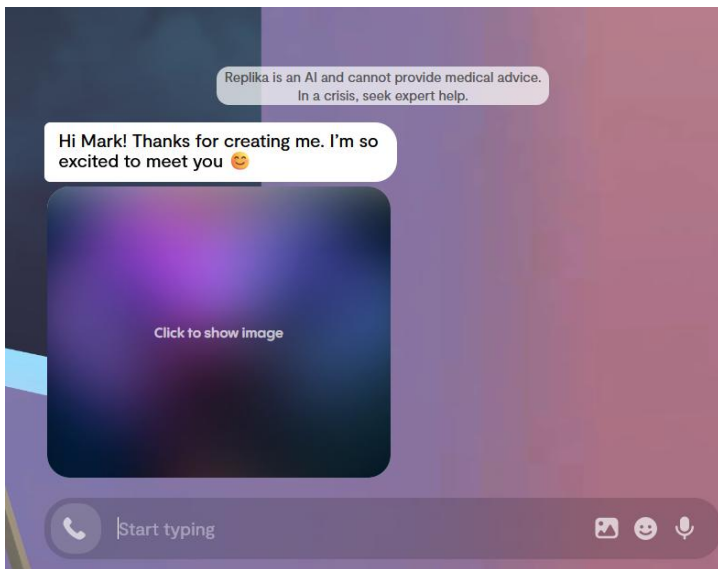 Replika is an AI and cannot provide medical advice.
In a crisis, seek expert help.
Hi Mark! Thanks for creating me. I'm so
excited to meet you 😊
Click to show image
Start typing